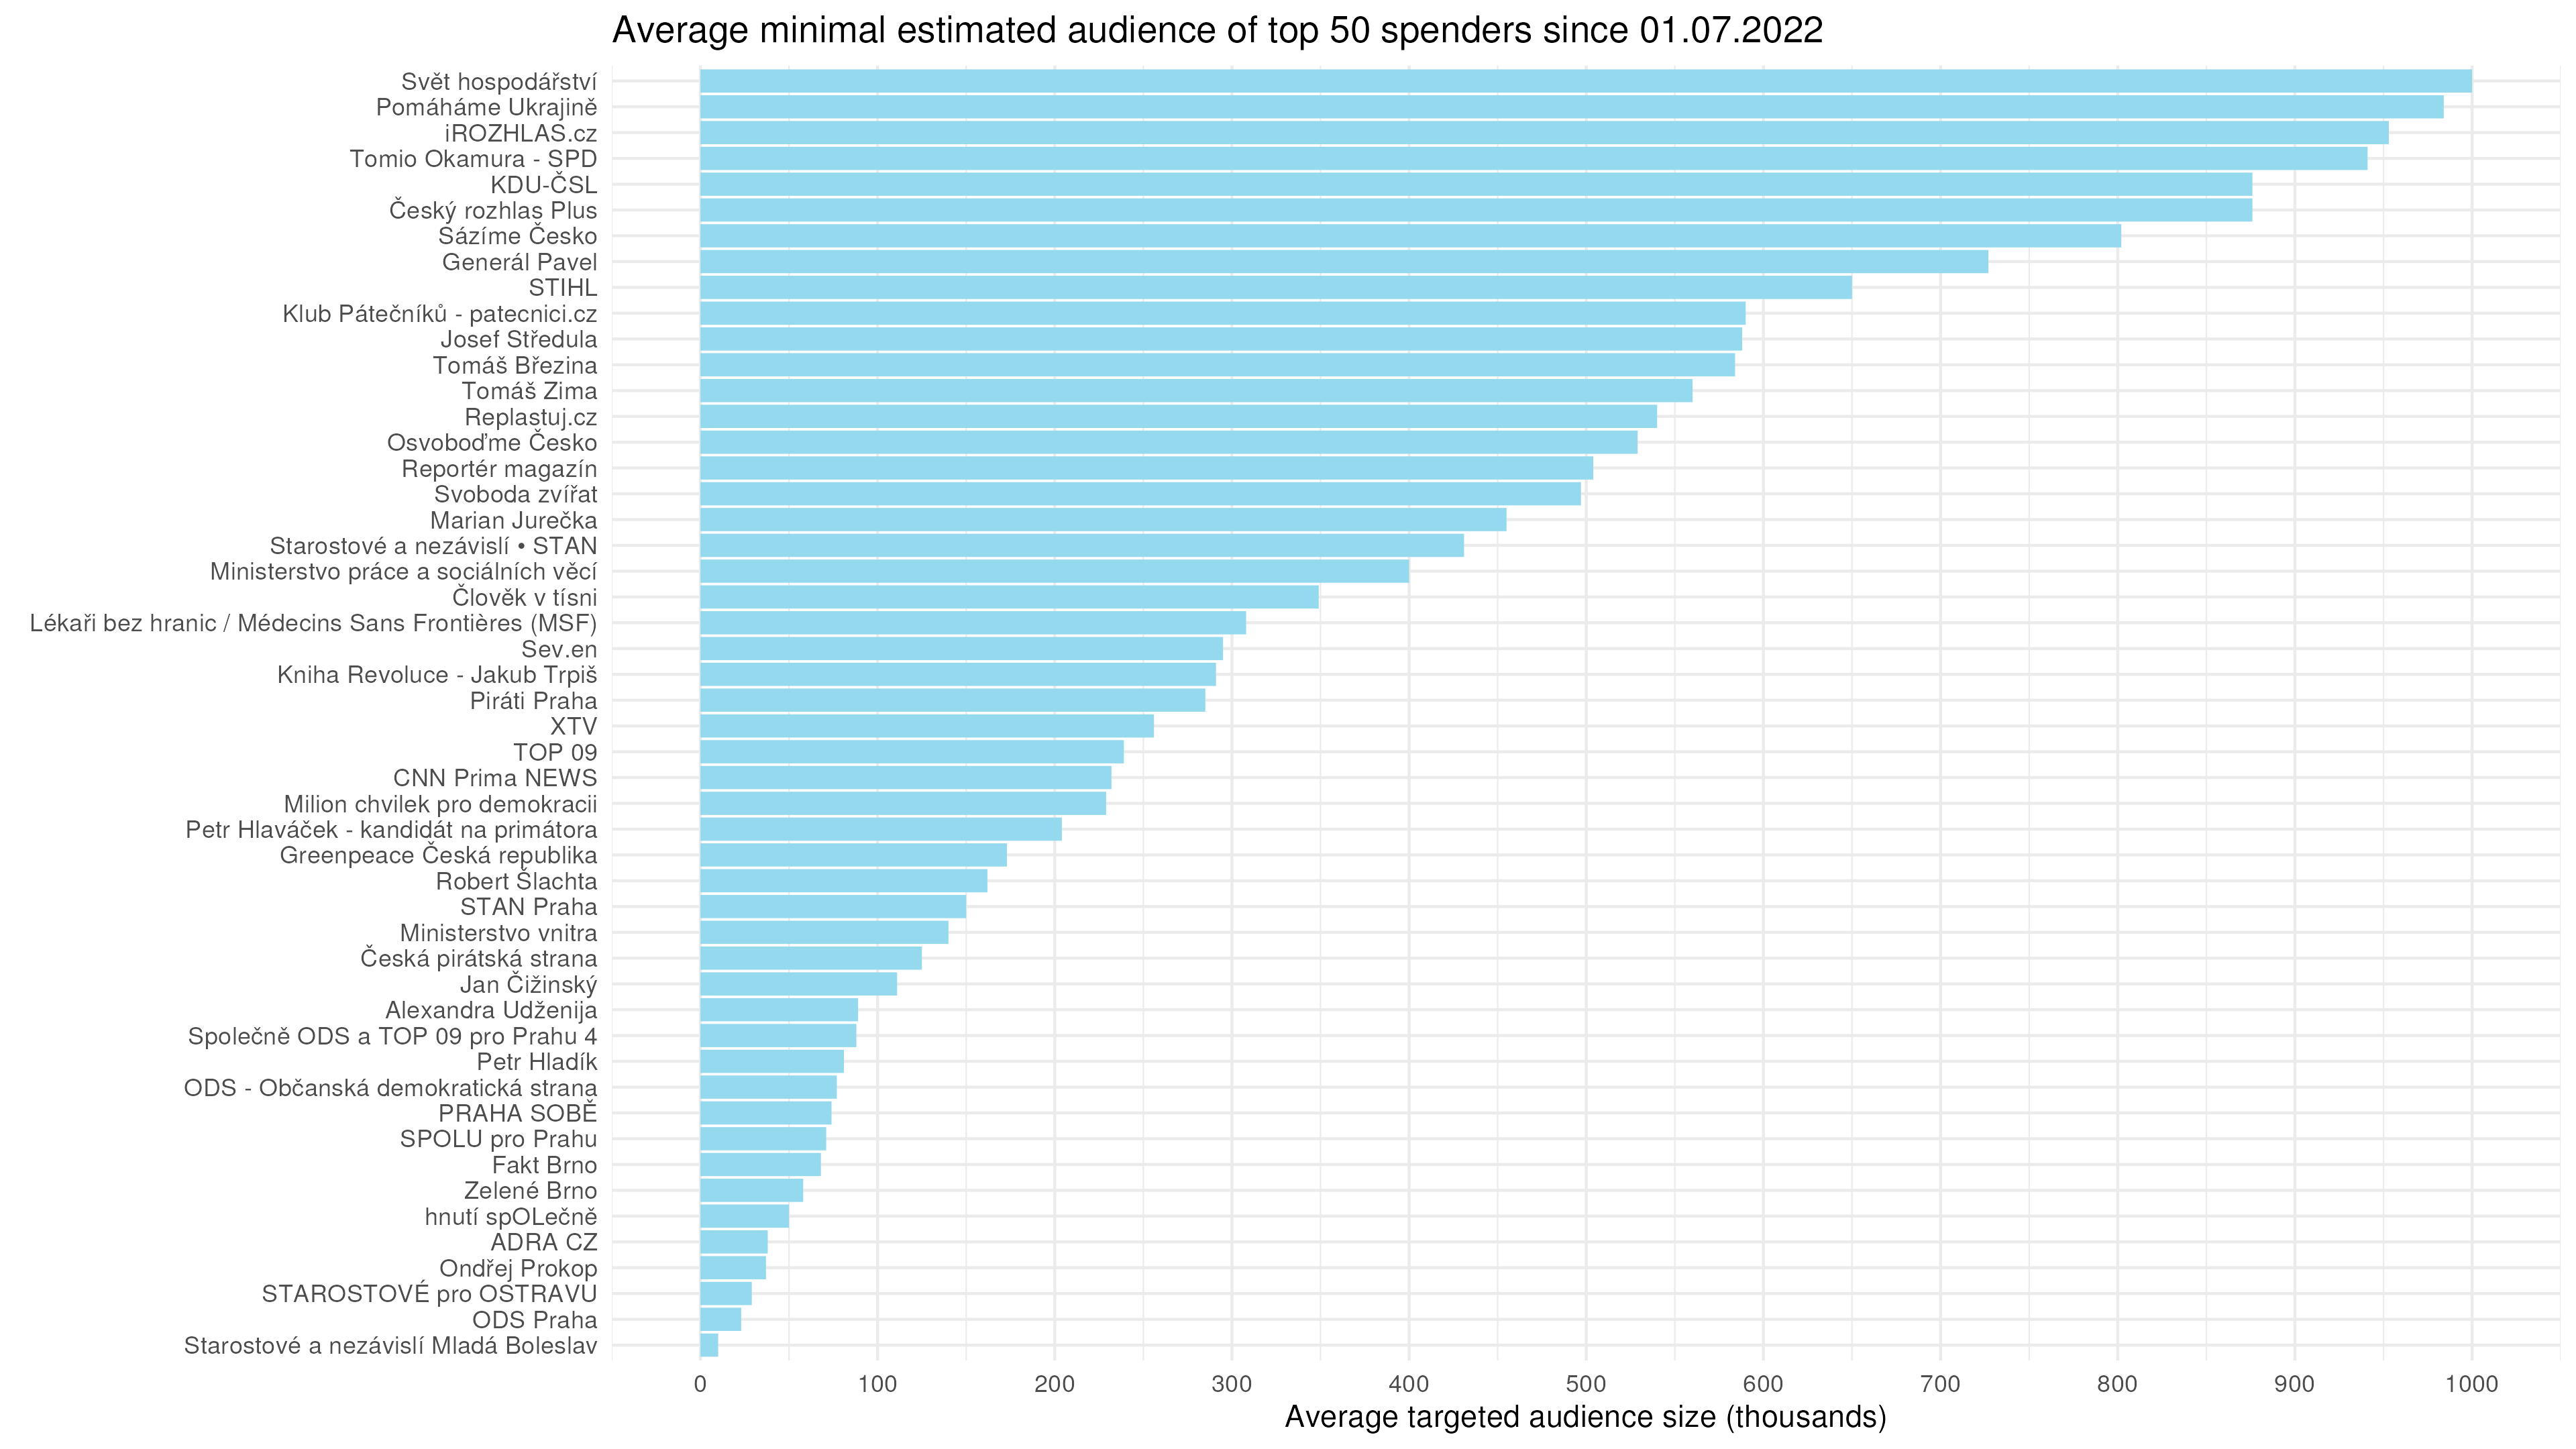 Average minimal estimated audience of top 50 spenders since 01.07.2022
Svět hospodářství
Pomáháme Ukrajině
iROZHLAS.cz
Tomio Okamura - SPD
KDU-ČSL
Český rozhlas Plus
Sázíme Česko
Generál Pavel
STIHL
Klub Pátečníků - patecnici.cz
Josef Středula
Tomáš Březina
Tomáš Zima
Replastuj.cz
Osvoboďme Česko
Reportér magazín
Svoboda zvířat
Marian Jurečka
Starostové a nezávislí • STAN
Ministerstvo práce a sociálních věcí
Člověk v tísni
Lékaři bez hranic / Médecins Sans Frontières (MSF)
Sev.en
Kniha Revoluce - Jakub Trpiš
Piráti Praha
XTV
TOP 09
CNN Prima NEWS
Milion chvilek pro demokracii
Petr Hlaváček - kandidát na primátora
Greenpeace Česká republika
Robert Šlachta
STAN Praha
Ministerstvo vnitra
Česká pirátská strana
Jan Čižinský
Alexandra Udženija
Společně ODS a TOP 09 pro Prahu 4
Petr Hladík
ODS - Občanská demokratická strana
PRAHA SOBĚ
SPOLU pro Prahu
Fakt Brno
Zelené Brno
hnutí spOLečně
ADRA CZ
Ondřej Prokop
STAROSTOVÉ pro OSTRAVU
ODS Praha
Starostové a nezávislí Mladá Boleslav
0 100 200 300 400 500 600 700 800 900 1000
Average targeted audience size (thousands)